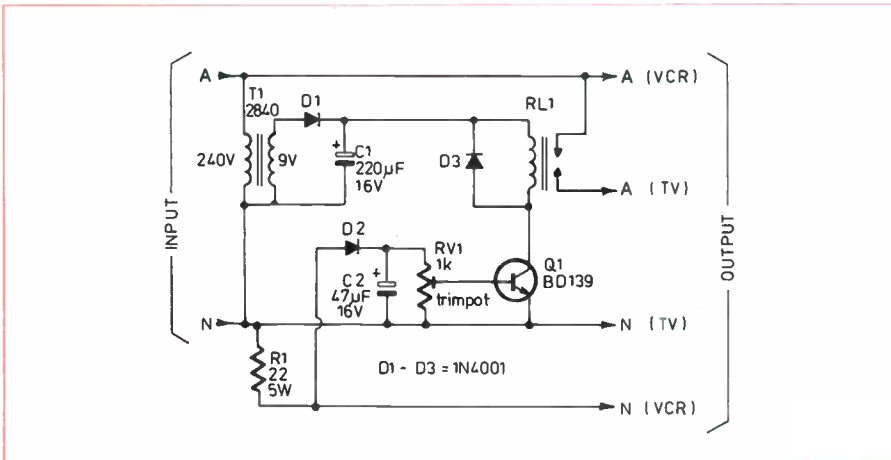 A
A (VCR)
T1
2840
D1
RL1
240V
9V
+
C1
220µF
16V
D3
A (TV)
INPUT
OUTPUT
D2
RV1
1k
trimpot
+
C2
47µF
16V
Q1
BD139
N
N (TV)
R1
22
5W
D1 - D3 = 1N4001
N (VCR)